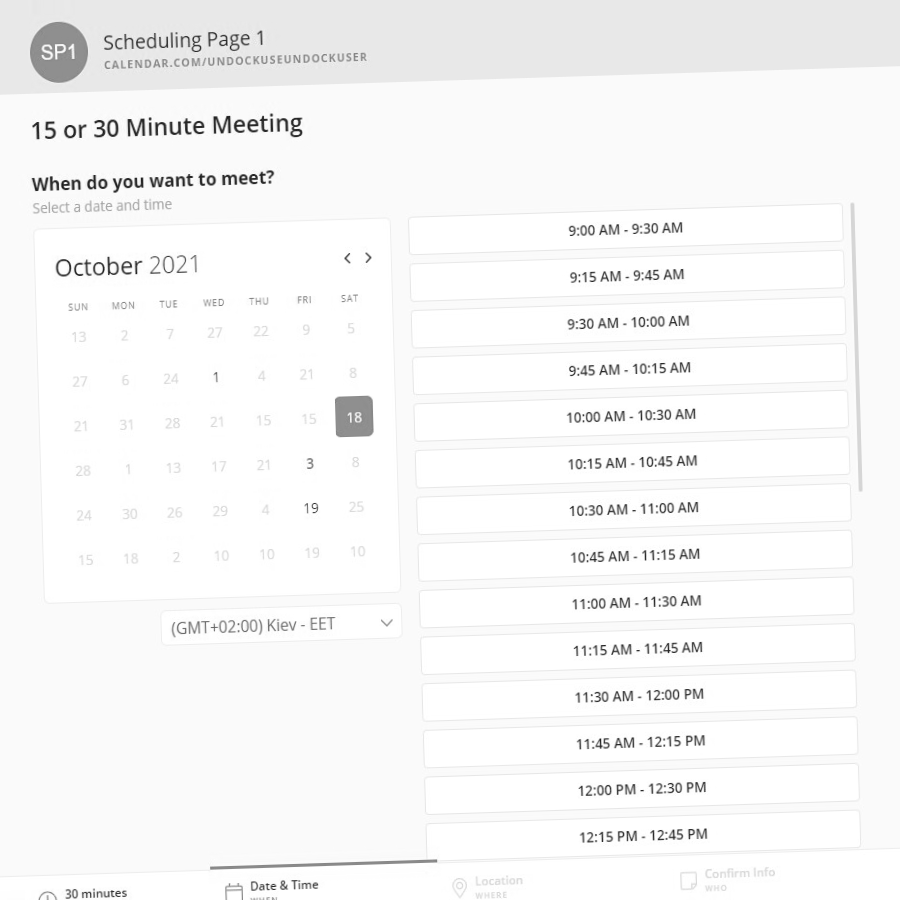 SP1
Scheduling Page 1
CALENDAR.COM/UNDOCKUSEUNDOCKUSER
15 or 30 Minute Meeting
When do you want to meet?
Select a date and time
October 2021
SUN MON TUE WED THU FRI SAT
13 2 7 27 22 9 5
27 6 24 1 4 21 8
21 31 28 21 15 15 18
28 1 13 17 21 3 8
24 30 26 29 4 19 25
15 18 2 10 10 19 10
(GMT+02:00) Kiev - EET
9:00 AM - 9:30 AM
9:15 AM - 9:45 AM
9:30 AM - 10:00 AM
9:45 AM - 10:15 AM
10:00 AM - 10:30 AM
10:15 AM - 10:45 AM
10:30 AM - 11:00 AM
10:45 AM - 11:15 AM
11:00 AM - 11:30 AM
11:15 AM - 11:45 AM
11:30 AM - 12:00 PM
11:45 AM - 12:15 PM
12:00 PM - 12:30 PM
12:15 PM - 12:45 PM
30 minutes
Date & Time
WHEN
Location
WHERE
Confirm Info
WHO